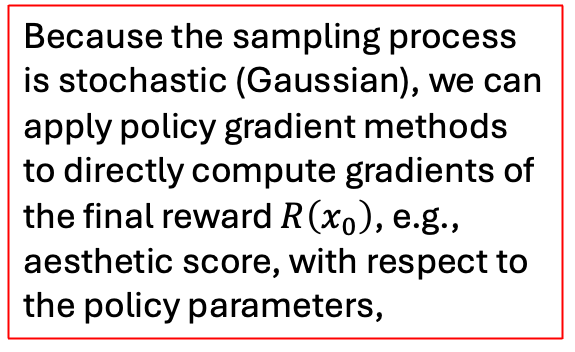 Because the sampling process
is stochastic (Gaussian), we can
apply policy gradient methods
to directly compute gradients of
the final reward R(x₀), e.g.,
aesthetic score, with respect to
the policy parameters,